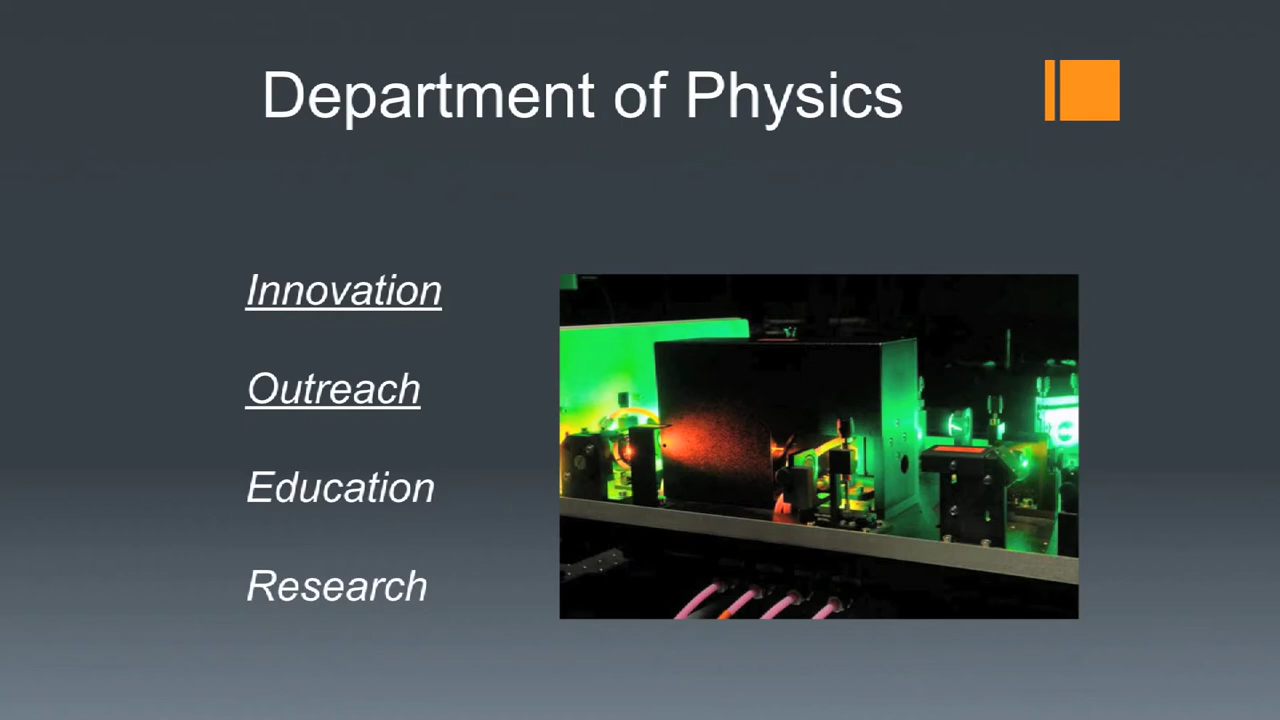 Department of Physics
Innovation
Outreach
Education
Research